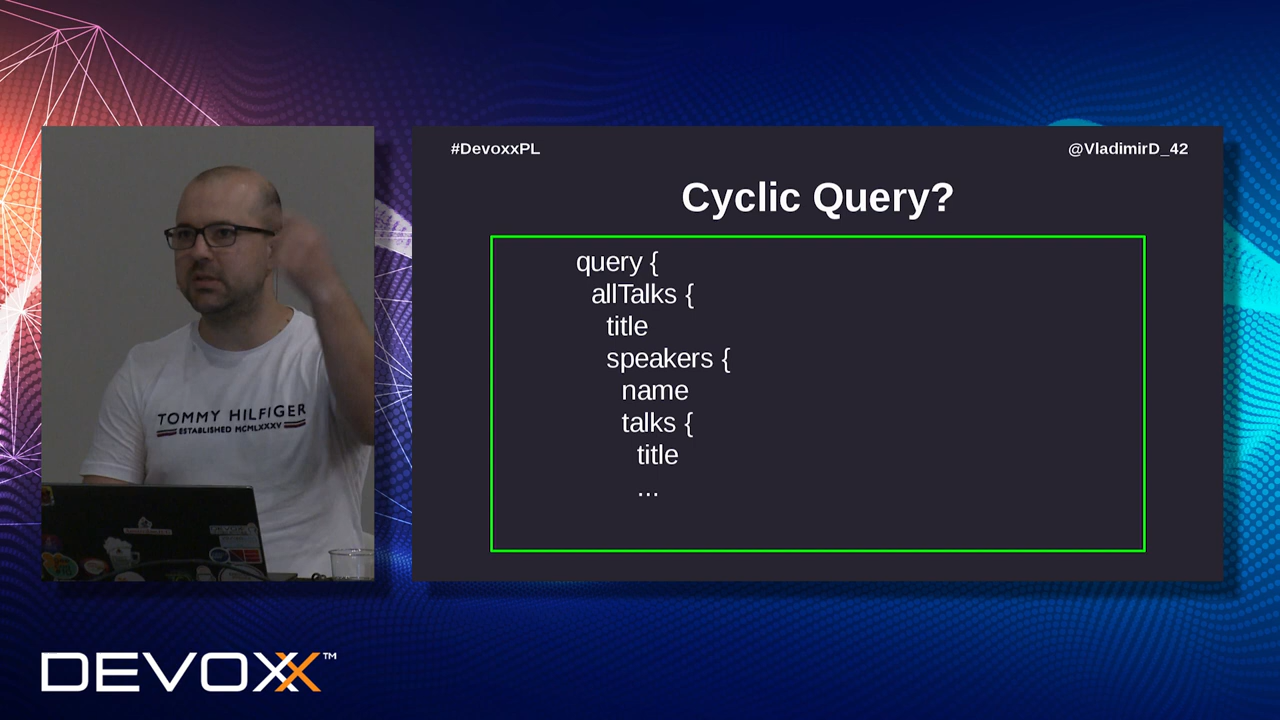 #DevoxxPL
@VladimirD_42
Cyclic Query?
query {
allTalks {
title
speakers {
name
talks {
title
...
TOMMY HILFIGER
ESTABLISHED MCMLXXXV
DEVOXX™